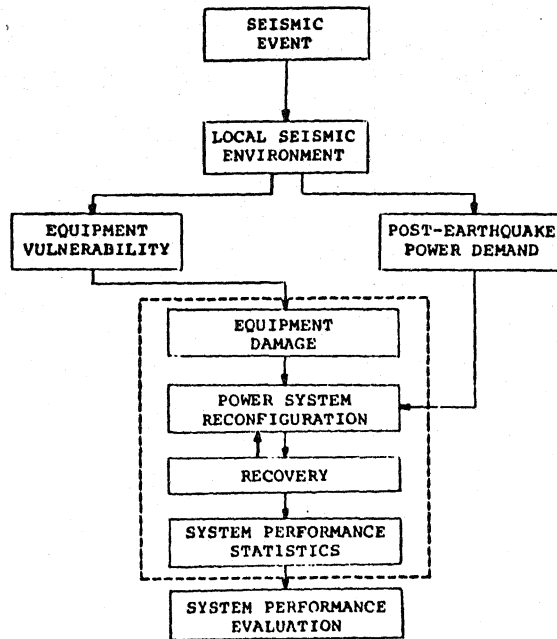 SEISMIC
EVENT
LOCAL SEISMIC
ENVIRONMENT
EQUIPMENT
VULNERABILITY
POST-EARTHQUAKE
POWER DEMAND
EQUIPMENT
DAMAGE
POWER SYSTEM
RECONFIGURATION
RECOVERY
SYSTEM PERFORMANCE
STATISTICS
SYSTEM PERFORMANCE
EVALUATION